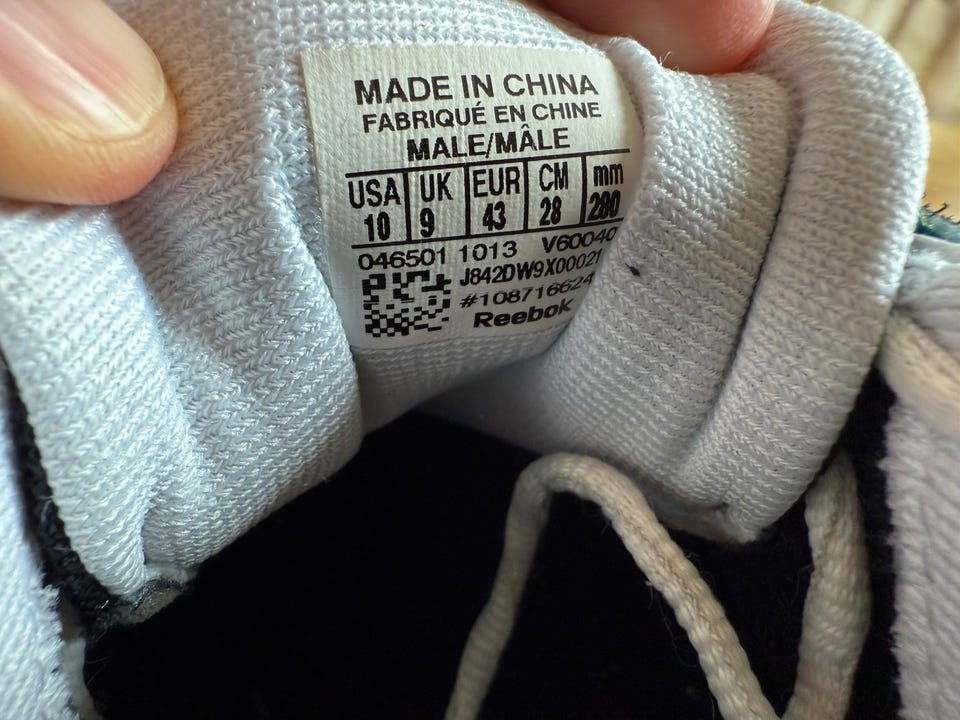 MADE IN CHINA
FABRIQUÉ EN CHINE
MALE/MÂLE
USA UK EUR CM mm
10 9 43 28 280
046501 1013 V60040
J842DW9X00021
#108716624
Reebok